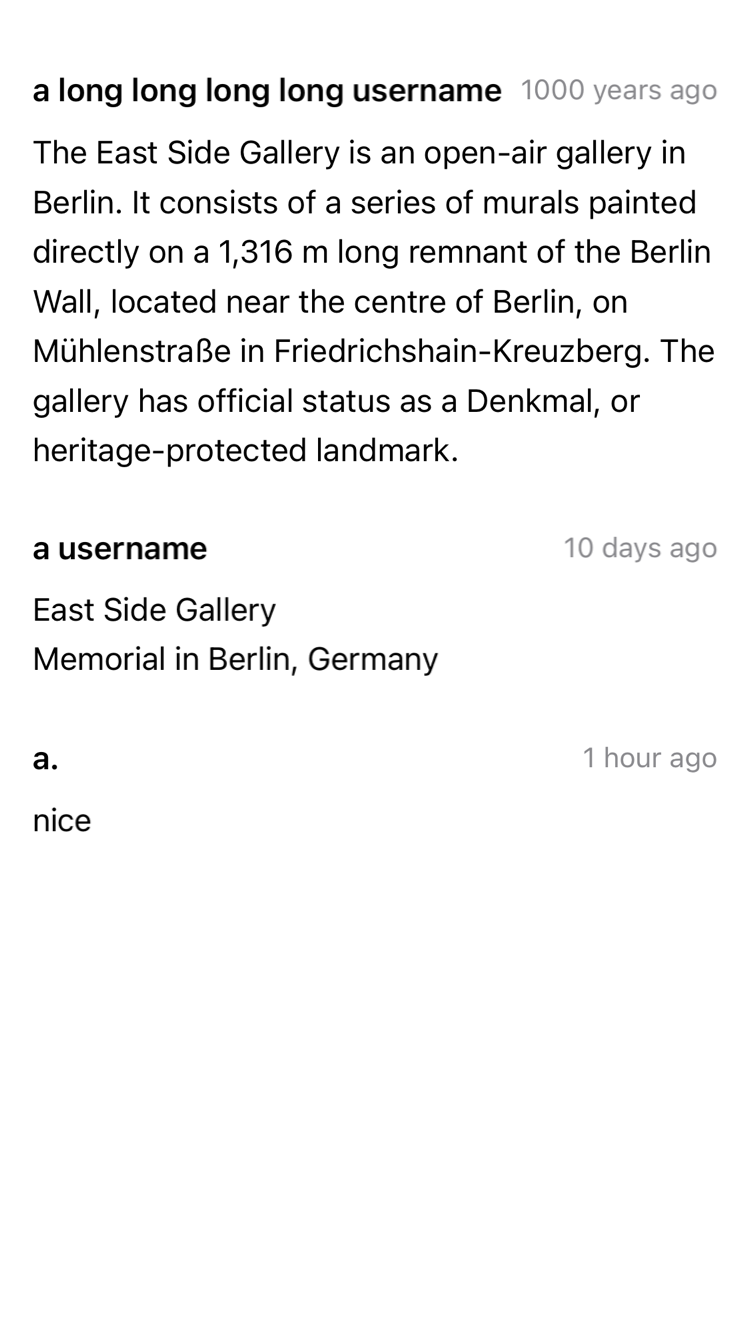 a long long long long username 1000 years ago
The East Side Gallery is an open-air gallery in
Berlin. It consists of a series of murals painted
directly on a 1,316 m long remnant of the Berlin
Wall, located near the centre of Berlin, on
Mühlenstraße in Friedrichshain-Kreuzberg. The
gallery has official status as a Denkmal, or
heritage-protected landmark.
a username 10 days ago
East Side Gallery
Memorial in Berlin, Germany
a. 1 hour ago
nice